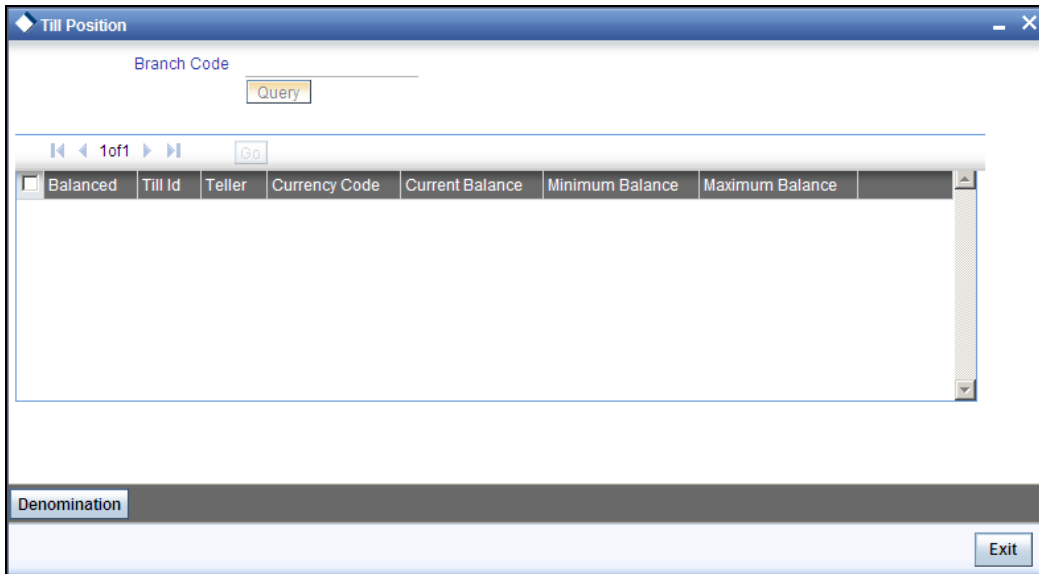 Till Position
Branch Code
Query
1of1 Go
Balanced Till Id Teller Currency Code Current Balance Minimum Balance Maximum Balance
Denomination
Exit